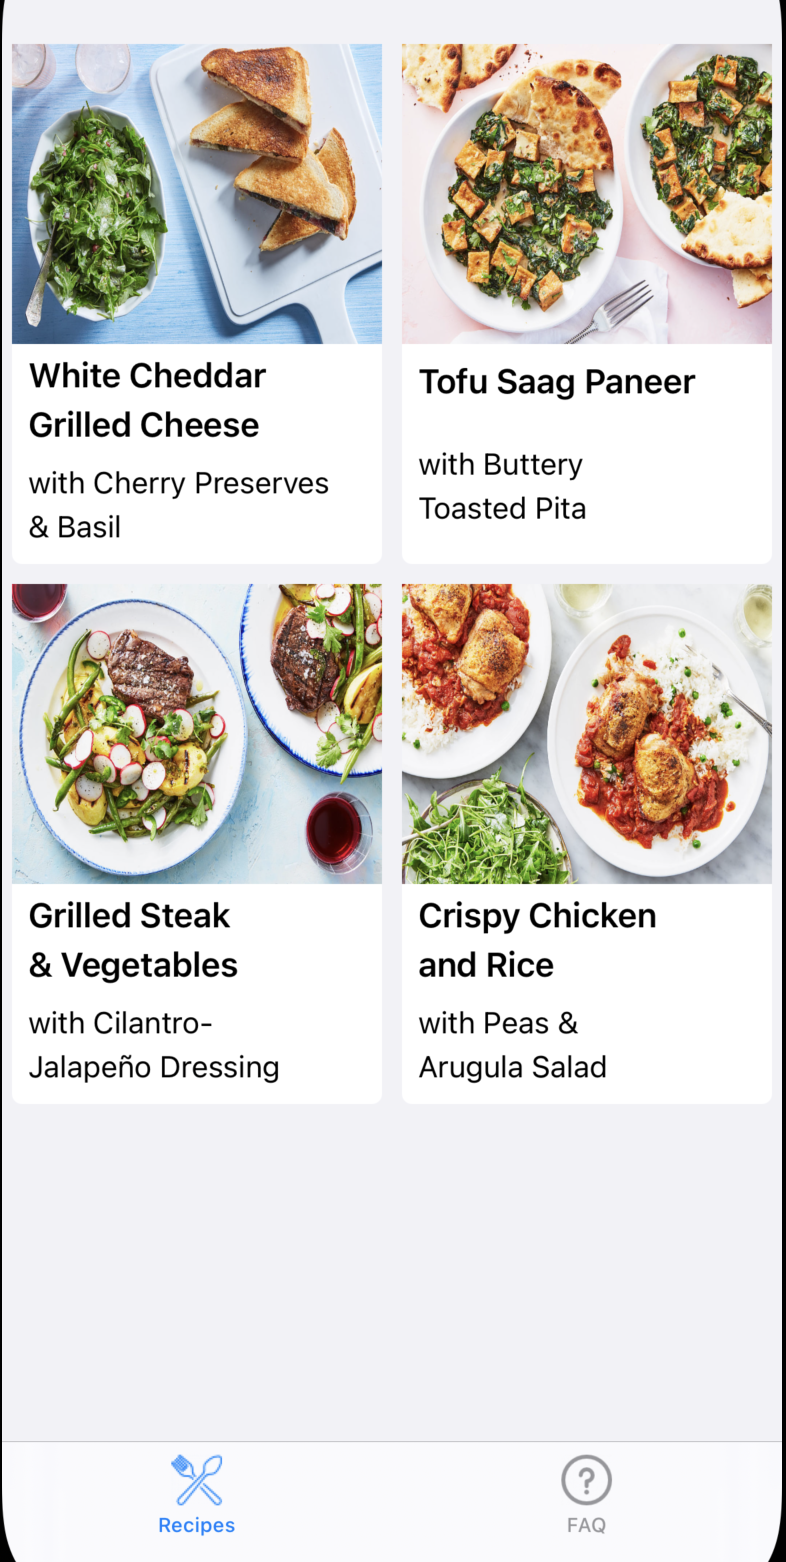 White Cheddar
Grilled Cheese
with Cherry Preserves
& Basil
Tofu Saag Paneer
with Buttery
Toasted Pita
Grilled Steak
& Vegetables
with Cilantro-
Jalapeño Dressing
Crispy Chicken
and Rice
with Peas &
Arugula Salad
Recipes
?
FAQ